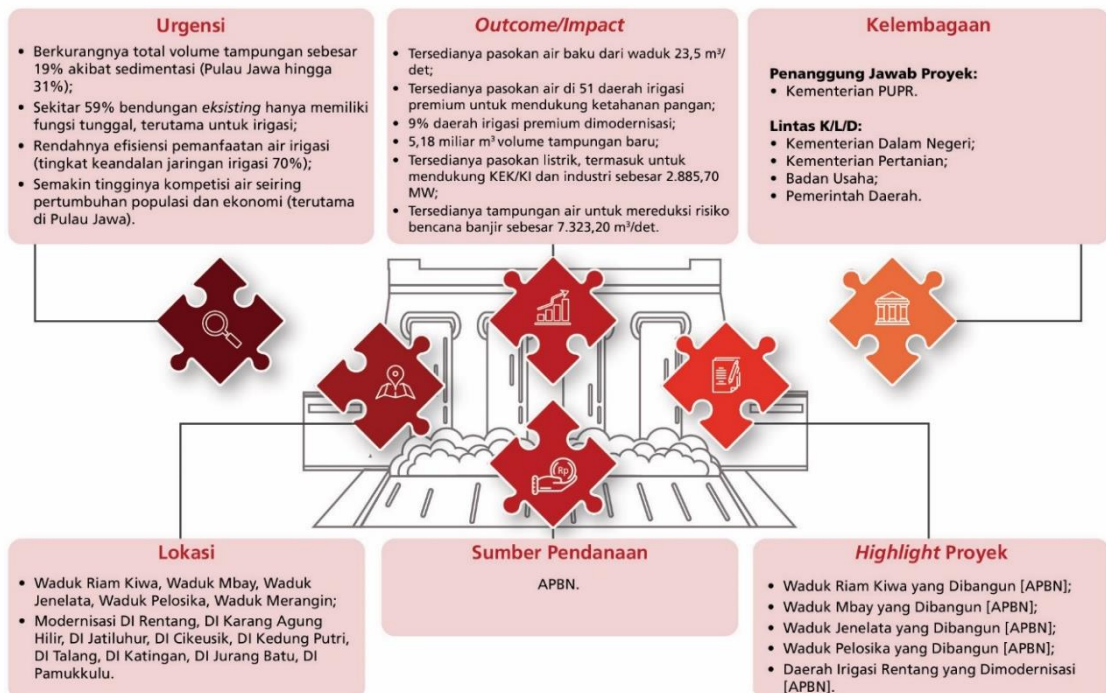 Urgensi
• Berkurangnya total volume tampungan sebesar
19% akibat sedimentasi (Pulau Jawa hingga
31%);
• Sekitar 59% bendungan eksisting hanya memiliki
fungsi tunggal, terutama untuk irigasi;
• Rendahnya efisiensi pemanfaatan air irigasi
(tingkat keandalan jaringan irigasi 70%);
• Semakin tingginya kompetisi air seiring
pertumbuhan populasi dan ekonomi (terutama
di Pulau Jawa).
Outcome/Impact
• Tersedianya pasokan air baku dari waduk 23,5 m³/
det;
• Tersedianya pasokan air di 51 daerah irigasi
premium untuk mendukung ketahanan pangan;
• 9% daerah irigasi premium dimodernisasi;
• 5,18 miliar m³ volume tampungan baru;
• Tersedianya pasokan listrik, termasuk untuk
mendukung KEK/KI dan industri sebesar 2.885,70
MW;
• Tersedianya tampungan air untuk mereduksi risiko
bencana banjir sebesar 7.323,20 m³/det.
Kelembagaan
Penanggung Jawab Proyek:
• Kementerian PUPR.
Lintas K/L/D:
• Kementerian Dalam Negeri;
• Kementerian Pertanian;
• Badan Usaha;
• Pemerintah Daerah.
Rp
Lokasi
• Waduk Riam Kiwa, Waduk Mbay, Waduk
Jenelata, Waduk Pelosika, Waduk Merangin;
• Modernisasi DI Rentang, DI Karang Agung
Hilir, DI Jatiluhur, DI Cikeusik, DI Kedung Putri,
DI Talang, DI Katingan, DI Jurang Batu, DI
Pamukkulu.
Sumber Pendanaan
APBN.
Highlight Proyek
• Waduk Riam Kiwa yang Dibangun [APBN];
• Waduk Mbay yang Dibangun [APBN];
• Waduk Jenelata yang Dibangun [APBN];
• Waduk Pelosika yang Dibangun [APBN];
• Daerah Irigasi Rentang yang Dimodernisasi
[APBN].